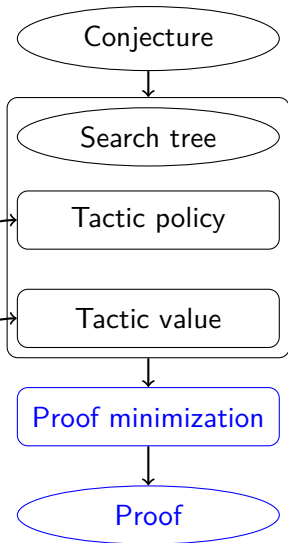 Conjecture
Search tree
Tactic policy
Tactic value
Proof minimization
Proof